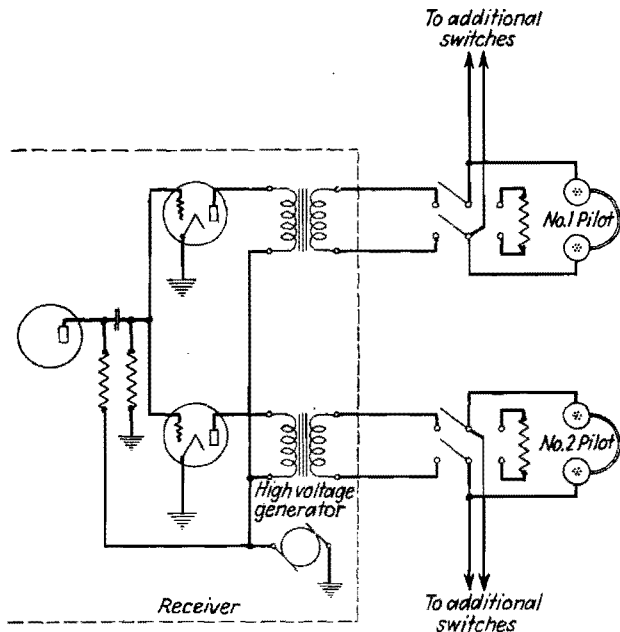 To additional
switches
No.1 Pilot
No.2 Pilot
High voltage
generator
Receiver
To additional
switches